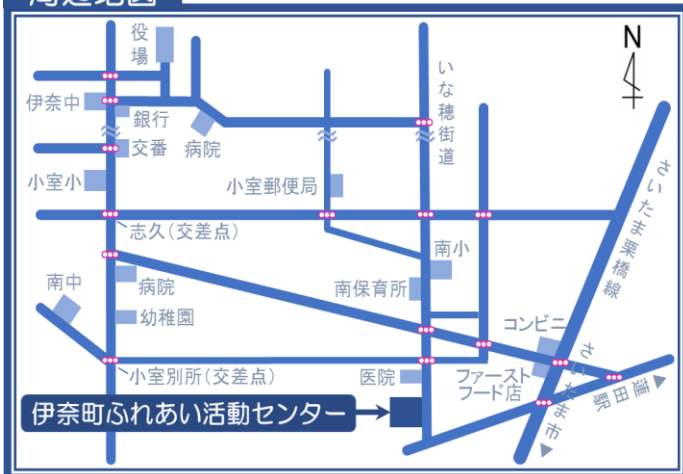 周辺地図
役場
N
伊奈中
銀行
いな穂街道
交番
病院
小室小
小室郵便局
さいたま栗橋線
志久(交差点)
南小
南中
病院
南保育所
幼稚園
コンビニ
小室別所(交差点)
医院
ファースト
フード店
さいたま市
蓮田駅
伊奈町ふれあい活動センター